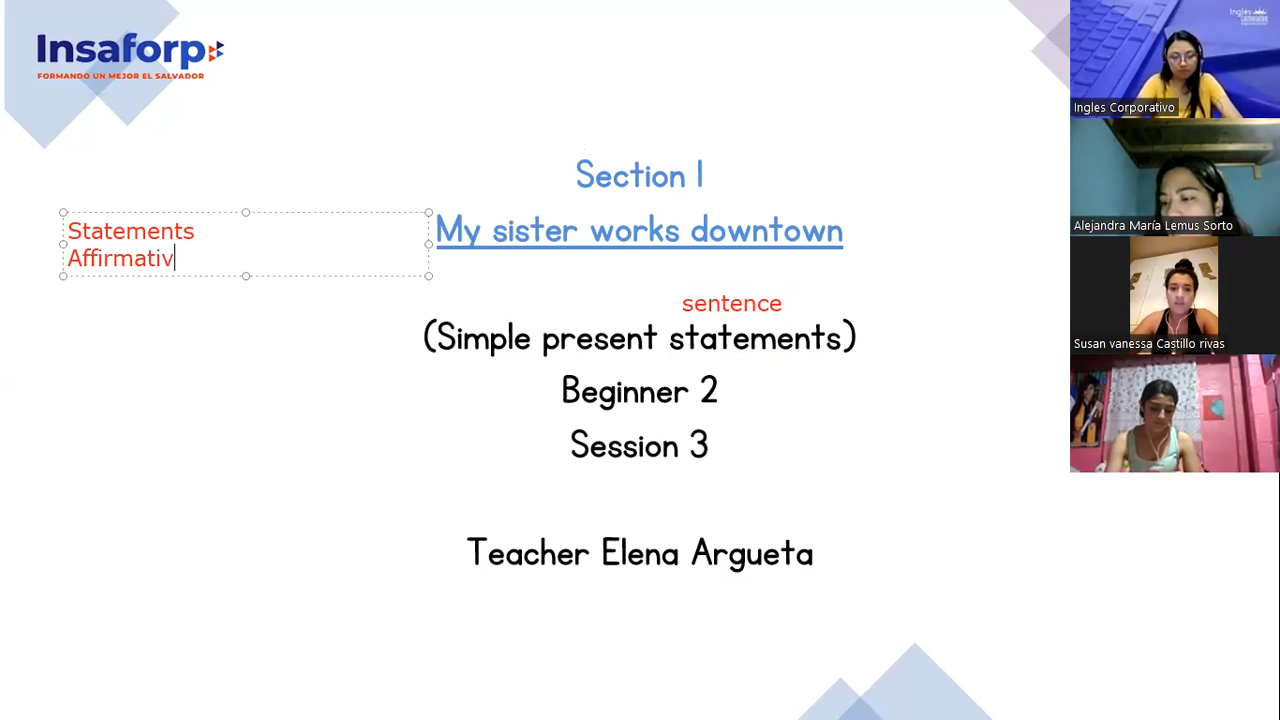 Insaforp
FORMANDO UN MEJOR EL SALVADOR
Section 1
My sister works downtown
Statements
Affirmativ
sentence
(Simple present statements)
Beginner 2
Session 3
Teacher Elena Argueta
Ingles Corporativo
Alejandra María Lemus Sorto
Susan vanessa Castillo rivas